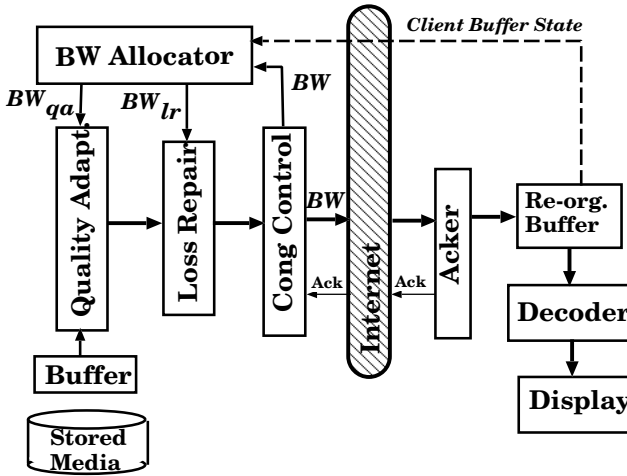 Client Buffer State
BW Allocator
BW
BWqa
BWlr
Quality Adapt.
Loss Repair
Cong Control
BW
Internet
Acker
Re-org.
Buffer
Ack
Ack
Decoder
Buffer
Display
Stored
Media